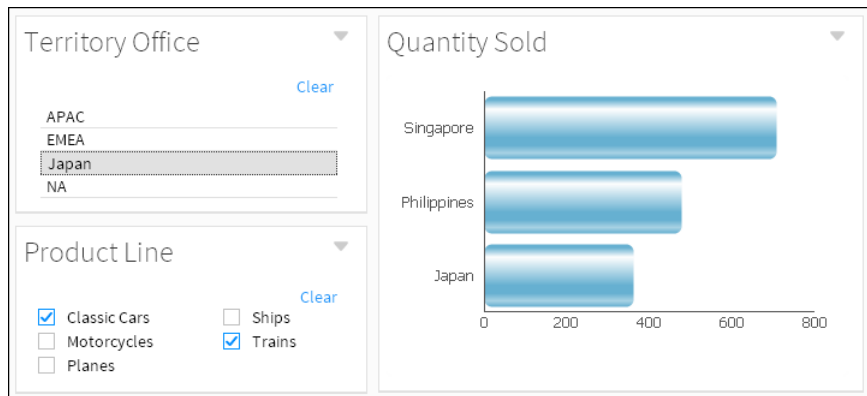 Territory Office
Clear
APAC
EMEA
Japan
NA
Product Line
Clear
Classic Cars
Ships
Motorcycles
Trains
Planes
Quantity Sold
Singapore
Philippines
Japan
0 200 400 600 800